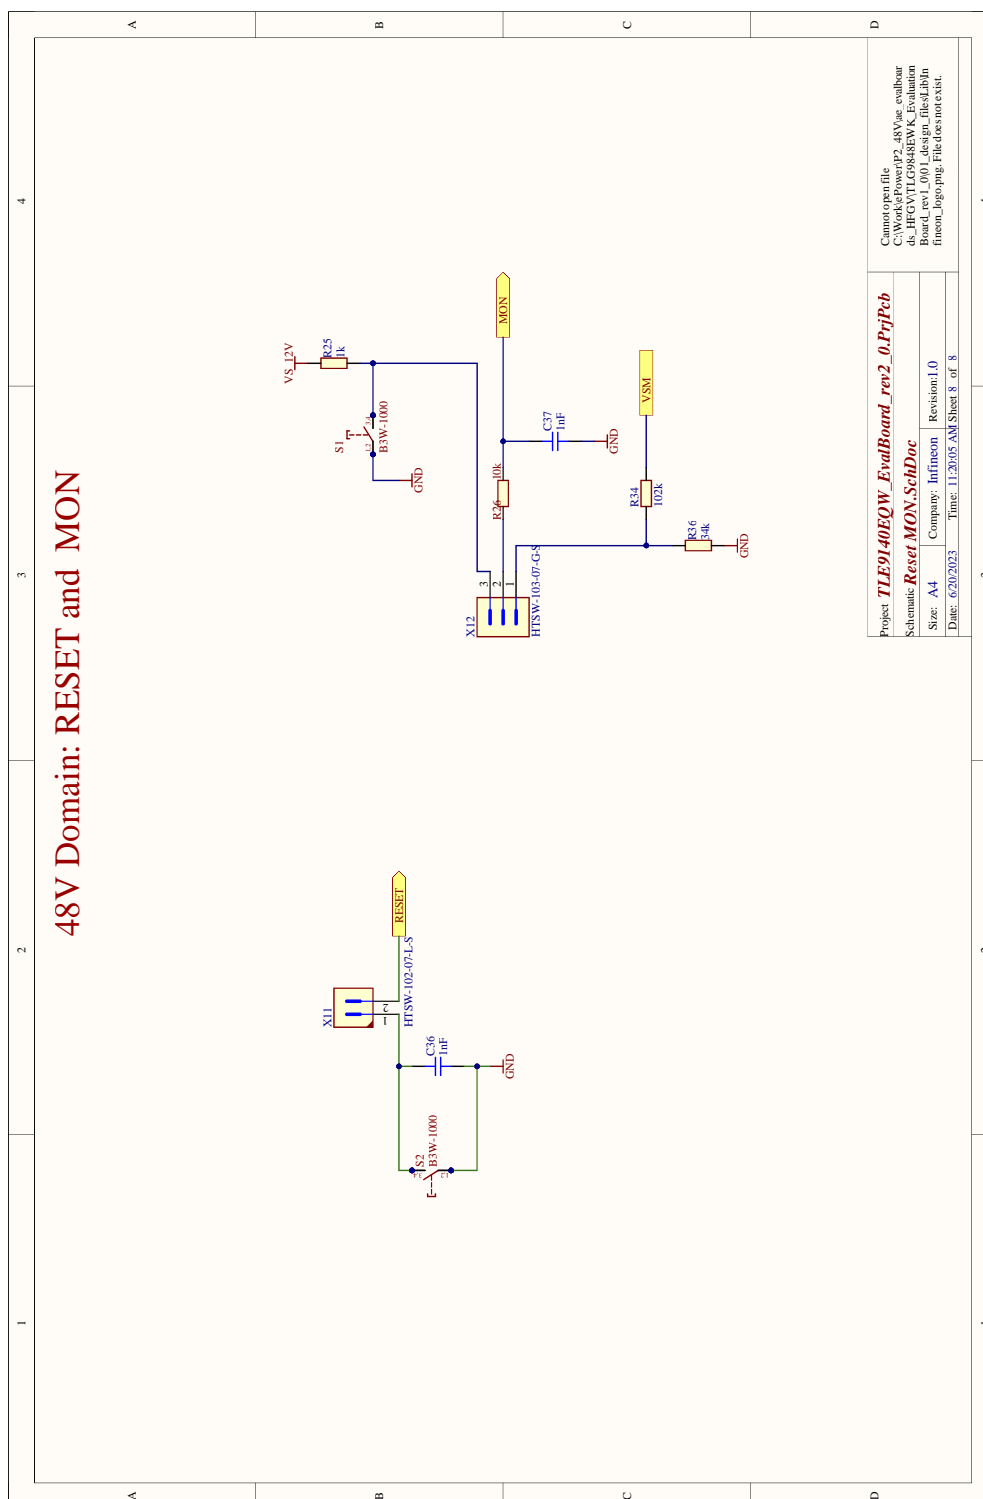 48V Domain: RESET and MON
A
B
C
D
1
2
3
4
A
B
C
D
X11
1
2
HTSW-102-07-L-S
RESET
C36
1nF
GND
S2
B3W-1000
VS_12V
R25
1k
S1
B3W-1000
GND
X12
3
2
1
HTSW-103-07-G-S
R26
10k
MON
C37
1nF
GND
VSM
R34
102k
R36
34k
GND
Project TLE9140EQW_EvalBoard_rev2_0.PrjPcb
Schematic Reset MON.SchDoc
Size: A4 Company: Infineon Revision:1.0
Date: 6/20/2023 Time: 11:20:05 AM Sheet 8 of 8
Cannot open file
C:\Work\ePower\P2_48V\ae_evalboar
ds_HFGV\TLG9848EWK_Evaluation
Board_rev1_0\01_design_files\Lib\In
fineon_logo.png. File does not exist.